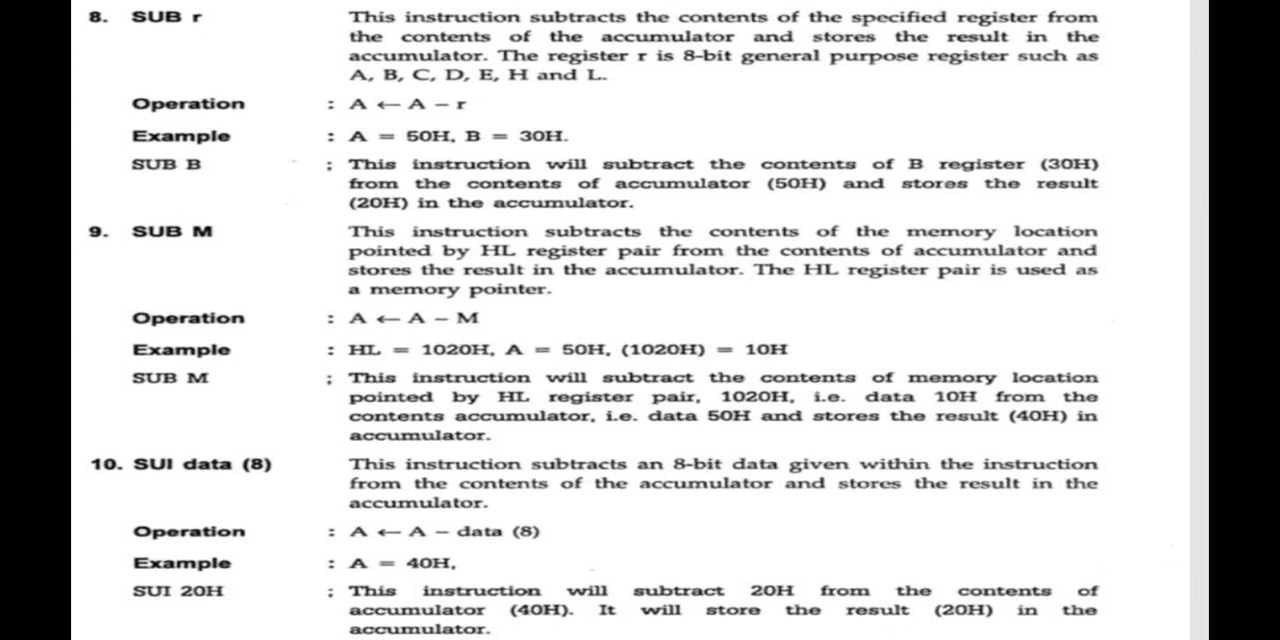 8. SUB r This instruction subtracts the contents of the specified register from
the contents of the accumulator and stores the result in the
accumulator. The register r is 8-bit general purpose register such as
A, B, C, D, E, H and L.
Operation : A ← A – r
Example : A = 50H, B = 30H.
SUB B ; This instruction will subtract the contents of B register (30H)
from the contents of accumulator (50H) and stores the result
(20H) in the accumulator.
9. SUB M This instruction subtracts the contents of the memory location
pointed by HL register pair from the contents of accumulator and
stores the result in the accumulator. The HL register pair is used as
a memory pointer.
Operation : A ← A – M
Example : HL = 1020H, A = 50H, (1020H) = 10H
SUB M ; This instruction will subtract the contents of memory location
pointed by HL register pair, 1020H, i.e. data 10H from the
contents accumulator, i.e. data 50H and stores the result (40H) in
accumulator.
10. SUI data (8) This instruction subtracts an 8-bit data given within the instruction
from the contents of the accumulator and stores the result in the
accumulator.
Operation : A ← A – data (8)
Example : A = 40H,
SUI 20H ; This instruction will subtract 20H from the contents of
accumulator (40H). It will store the result (20H) in the
accumulator.